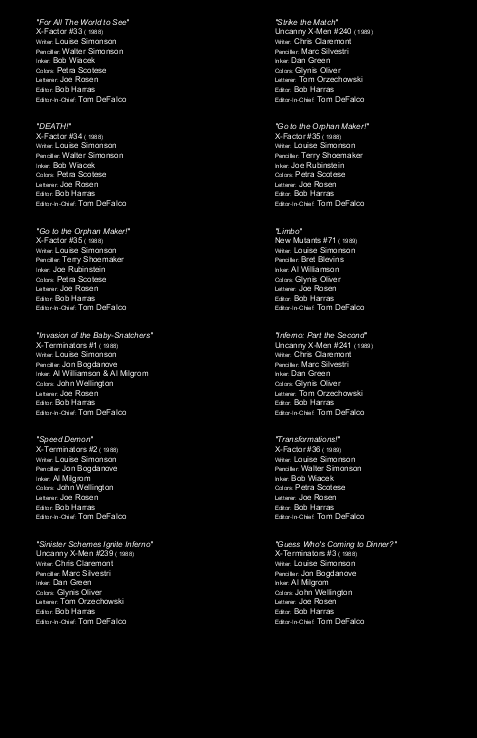 "For All The World to See"
X-Factor #33 ( 1988)
Writer: Louise Simonson
Penciller: Walter Simonson
Inker: Bob Wiacek
Colors: Petra Scotese
Letterer: Joe Rosen
Editor: Bob Harras
Editor-In-Chief: Tom DeFalco
"DEATH!"
X-Factor #34 ( 1988)
Writer: Louise Simonson
Penciller: Walter Simonson
Inker: Bob Wiacek
Colors: Petra Scotese
Letterer: Joe Rosen
Editor: Bob Harras
Editor-In-Chief: Tom DeFalco
"Go to the Orphan Maker!"
X-Factor #35 ( 1988)
Writer: Louise Simonson
Penciller: Terry Shoemaker
Inker: Joe Rubinstein
Colors: Petra Scotese
Letterer: Joe Rosen
Editor: Bob Harras
Editor-In-Chief: Tom DeFalco
"Invasion of the Baby-Snatchers"
X-Terminators #1 ( 1988)
Writer: Louise Simonson
Penciller: Jon Bogdanove
Inker: Al Williamson & Al Milgrom
Colors: John Wellington
Letterer: Joe Rosen
Editor: Bob Harras
Editor-In-Chief: Tom DeFalco
"Speed Demon"
X-Terminators #2 ( 1988)
Writer: Louise Simonson
Penciller: Jon Bogdanove
Inker: Al Milgrom
Colors: John Wellington
Letterer: Joe Rosen
Editor: Bob Harras
Editor-In-Chief: Tom DeFalco
"Sinister Schemes Ignite Inferno"
Uncanny X-Men #239 ( 1988)
Writer: Chris Claremont
Penciller: Marc Silvestri
Inker: Dan Green
Colors: Glynis Oliver
Letterer: Tom Orzechowski
Editor: Bob Harras
Editor-In-Chief: Tom DeFalco
"Strike the Match"
Uncanny X-Men #240 ( 1989)
Writer: Chris Claremont
Penciller: Marc Silvestri
Inker: Dan Green
Colors: Glynis Oliver
Letterer: Tom Orzechowski
Editor: Bob Harras
Editor-In-Chief: Tom DeFalco
"Go to the Orphan Maker!"
X-Factor #35 ( 1988)
Writer: Louise Simonson
Penciller: Terry Shoemaker
Inker: Joe Rubinstein
Colors: Petra Scotese
Letterer: Joe Rosen
Editor: Bob Harras
Editor-In-Chief: Tom DeFalco
"Limbo"
New Mutants #71 ( 1989)
Writer: Louise Simonson
Penciller: Bret Blevins
Inker: Al Williamson
Colors: Glynis Oliver
Letterer: Joe Rosen
Editor: Bob Harras
Editor-In-Chief: Tom DeFalco
"Inferno: Part the Second"
Uncanny X-Men #241 ( 1989)
Writer: Chris Claremont
Penciller: Marc Silvestri
Inker: Dan Green
Colors: Glynis Oliver
Letterer: Tom Orzechowski
Editor: Bob Harras
Editor-In-Chief: Tom DeFalco
"Transformations!"
X-Factor #36 ( 1989)
Writer: Louise Simonson
Penciller: Walter Simonson
Inker: Bob Wiacek
Colors: Petra Scotese
Letterer: Joe Rosen
Editor: Bob Harras
Editor-In-Chief: Tom DeFalco
"Guess Who's Coming to Dinner?"
X-Terminators #3 ( 1988)
Writer: Louise Simonson
Penciller: Jon Bogdanove
Inker: Al Milgrom
Colors: John Wellington
Letterer: Joe Rosen
Editor: Bob Harras
Editor-In-Chief: Tom DeFalco